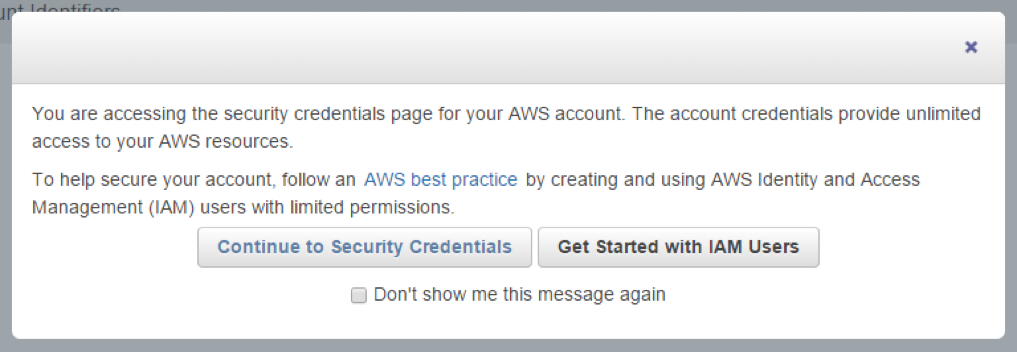 Account Identifiers
×
You are accessing the security credentials page for your AWS account. The account credentials provide unlimited
access to your AWS resources.
To help secure your account, follow an AWS best practice by creating and using AWS Identity and Access
Management (IAM) users with limited permissions.
Continue to Security Credentials
Get Started with IAM Users
Don't show me this message again